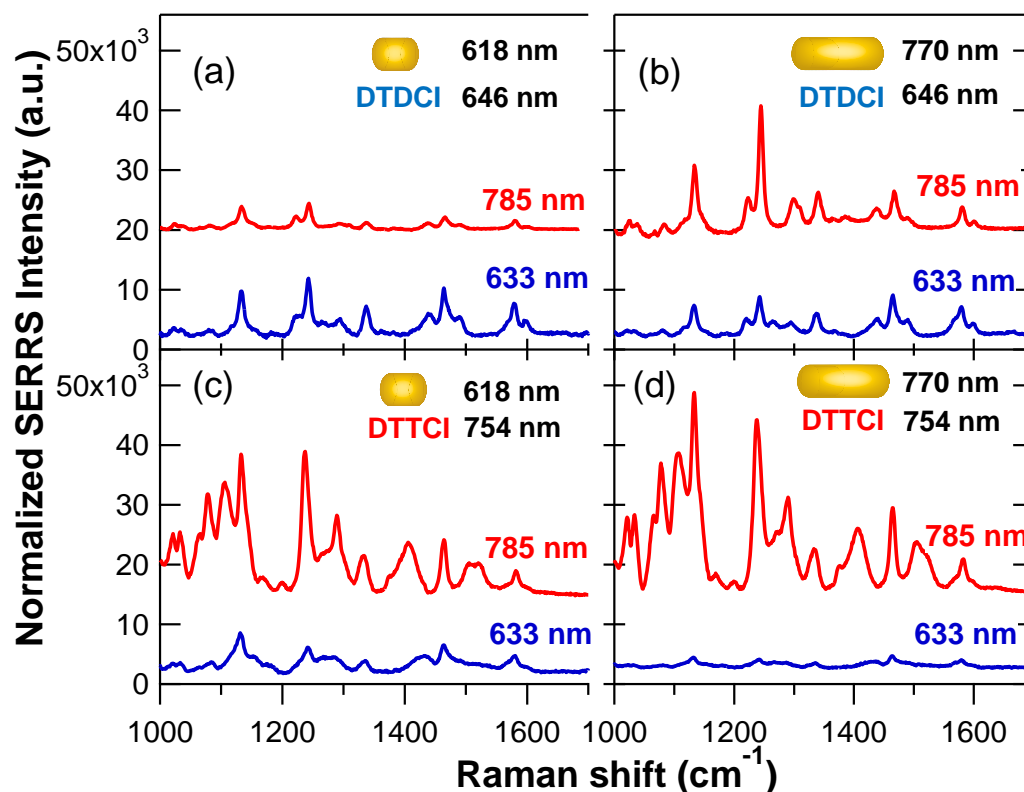 Normalized SERRS Intensity (a.u.)
50x10³
40
30
20
10
0
(a)
618 nm
DTDCI 646 nm
785 nm
633 nm
(b)
770 nm
DTDCI 646 nm
785 nm
633 nm
50x10³
40
30
20
10
0
(c)
618 nm
DTTCI 754 nm
785 nm
633 nm
(d)
770 nm
DTTCI 754 nm
785 nm
633 nm
1000 1200 1400 1600
1000 1200 1400 1600
Raman shift (cm⁻¹)